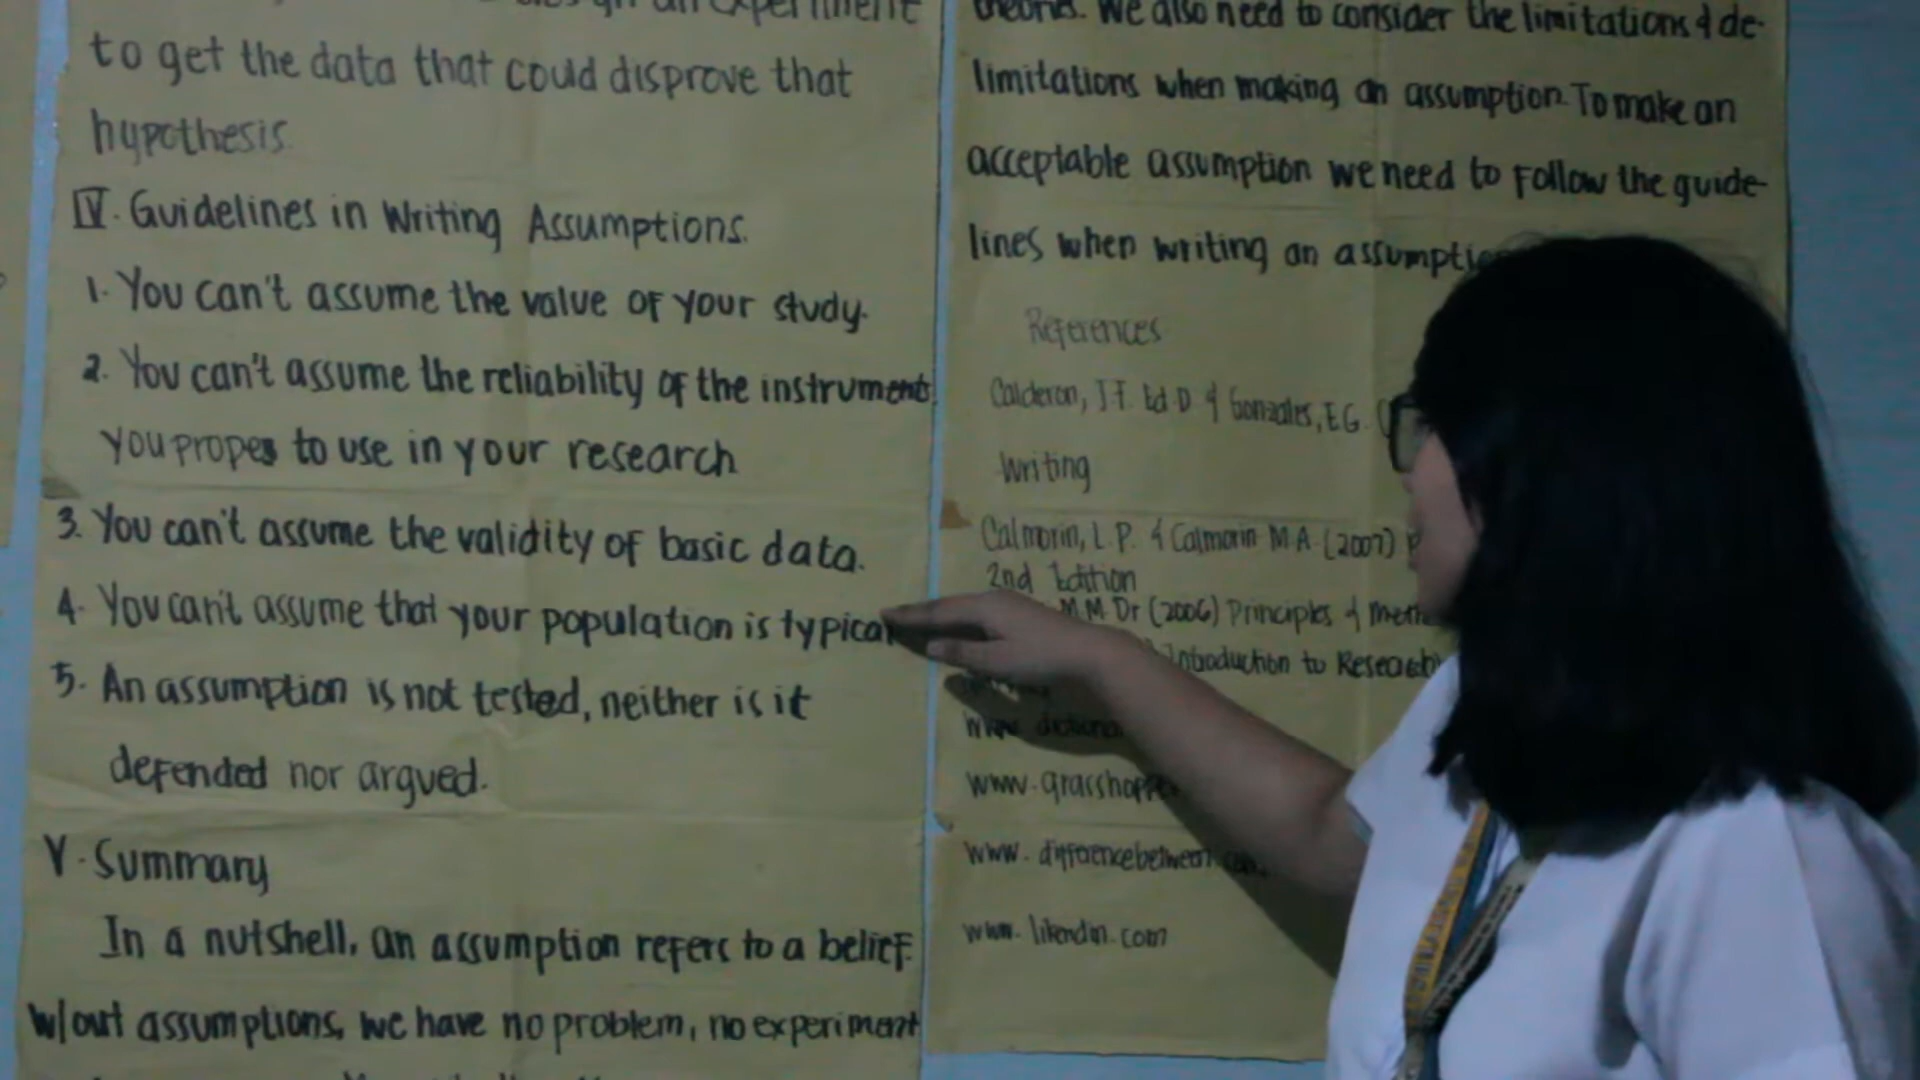 to get the data that could disprove that
hypothesis.
IV. Guidelines in Writing Assumptions.
1. You can't assume the value of your study.
2. You can't assume the reliability of the instruments
you propes to use in your research
3. You can't assume the validity of basic data.
4. You can't assume that your population is typical
5. An assumption is not tested, neither is it
defended nor argued.
V. Summary
In a nutshell, an assumption refers to a belief.
w/out assumptions, we have no problem, no experiment
theories. We also need to consider the limitations & de-
limitations when making an assumption. To make an
acceptable assumption we need to follow the guide-
lines when writing an
References
Calderon, J.F. Ed.D & Gonzales, E.G.
Writing
Calmorin, L.P. & Calmorin M.A. (2007)
2nd Edition
M.M. Dr (2006) Principles &
Introduction to Research
www.
www.
www. differencebetween
www. likendin.com